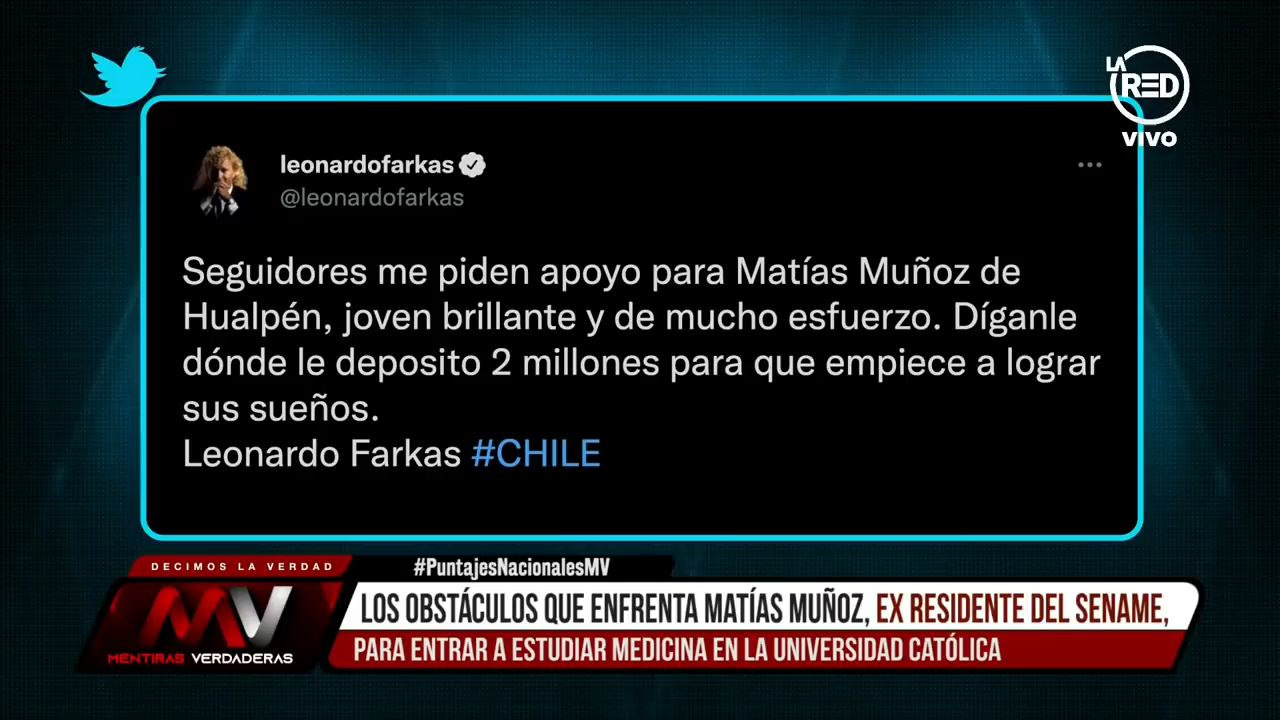 LA
RED
VIVO
leonardofarkas
@leonardofarkas
Seguidores me piden apoyo para Matías Muñoz de
Hualpén, joven brillante y de mucho esfuerzo. Díganle
dónde le deposito 2 millones para que empiece a lograr
sus sueños.
Leonardo Farkas #CHILE
DECIMOS LA VERDAD
#PuntajesNacionalesMV
MV
MENTIRAS VERDADERAS
LOS OBSTÁCULOS QUE ENFRENTA MATÍAS MUÑOZ, EX RESIDENTE DEL SENAME,
PARA ENTRAR A ESTUDIAR MEDICINA EN LA UNIVERSIDAD CATÓLICA